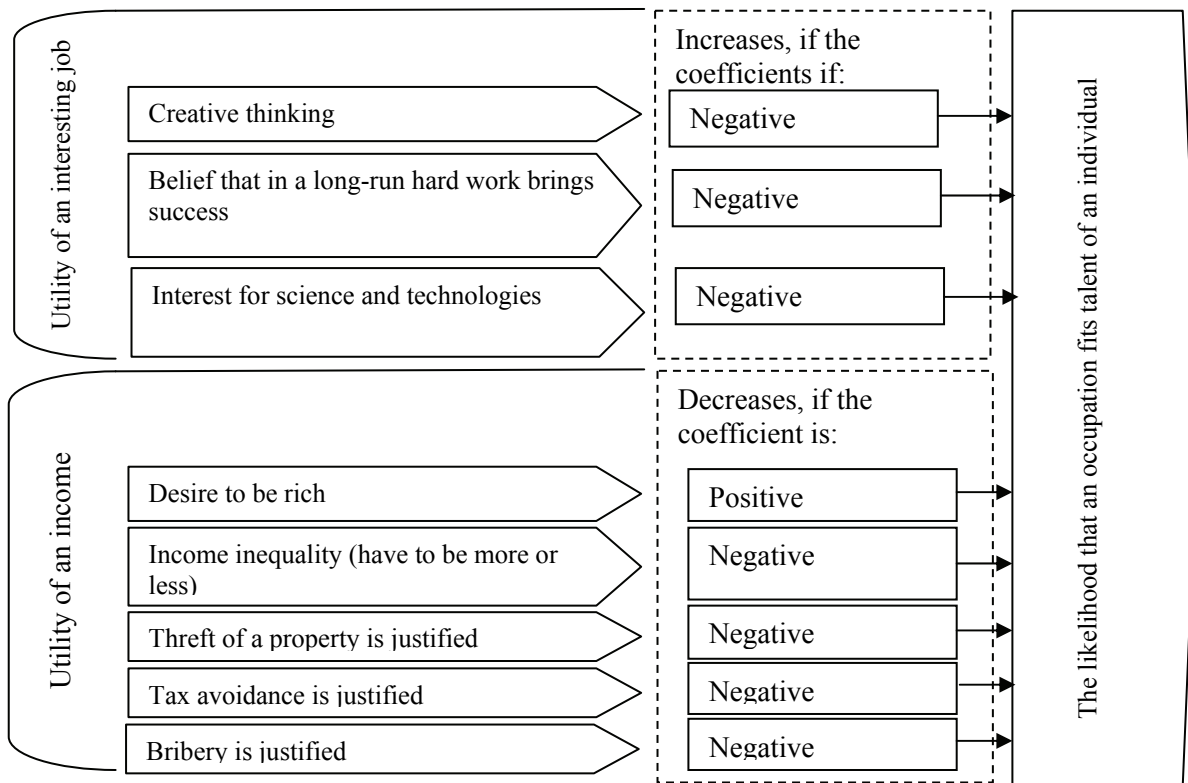 Utility of an interesting job
Increases, if the
coefficients if:
Creative thinking
Negative
Belief that in a long-run hard work brings
success
Negative
Interest for science and technologies
Negative
Utility of an income
Decreases, if the
coefficient is:
Desire to be rich
Positive
Income inequality (have to be more or
less)
Negative
Threft of a property is justified
Negative
Tax avoidance is justified
Negative
Bribery is justified
Negative
The likelihood that an occupation fits talent of an individual